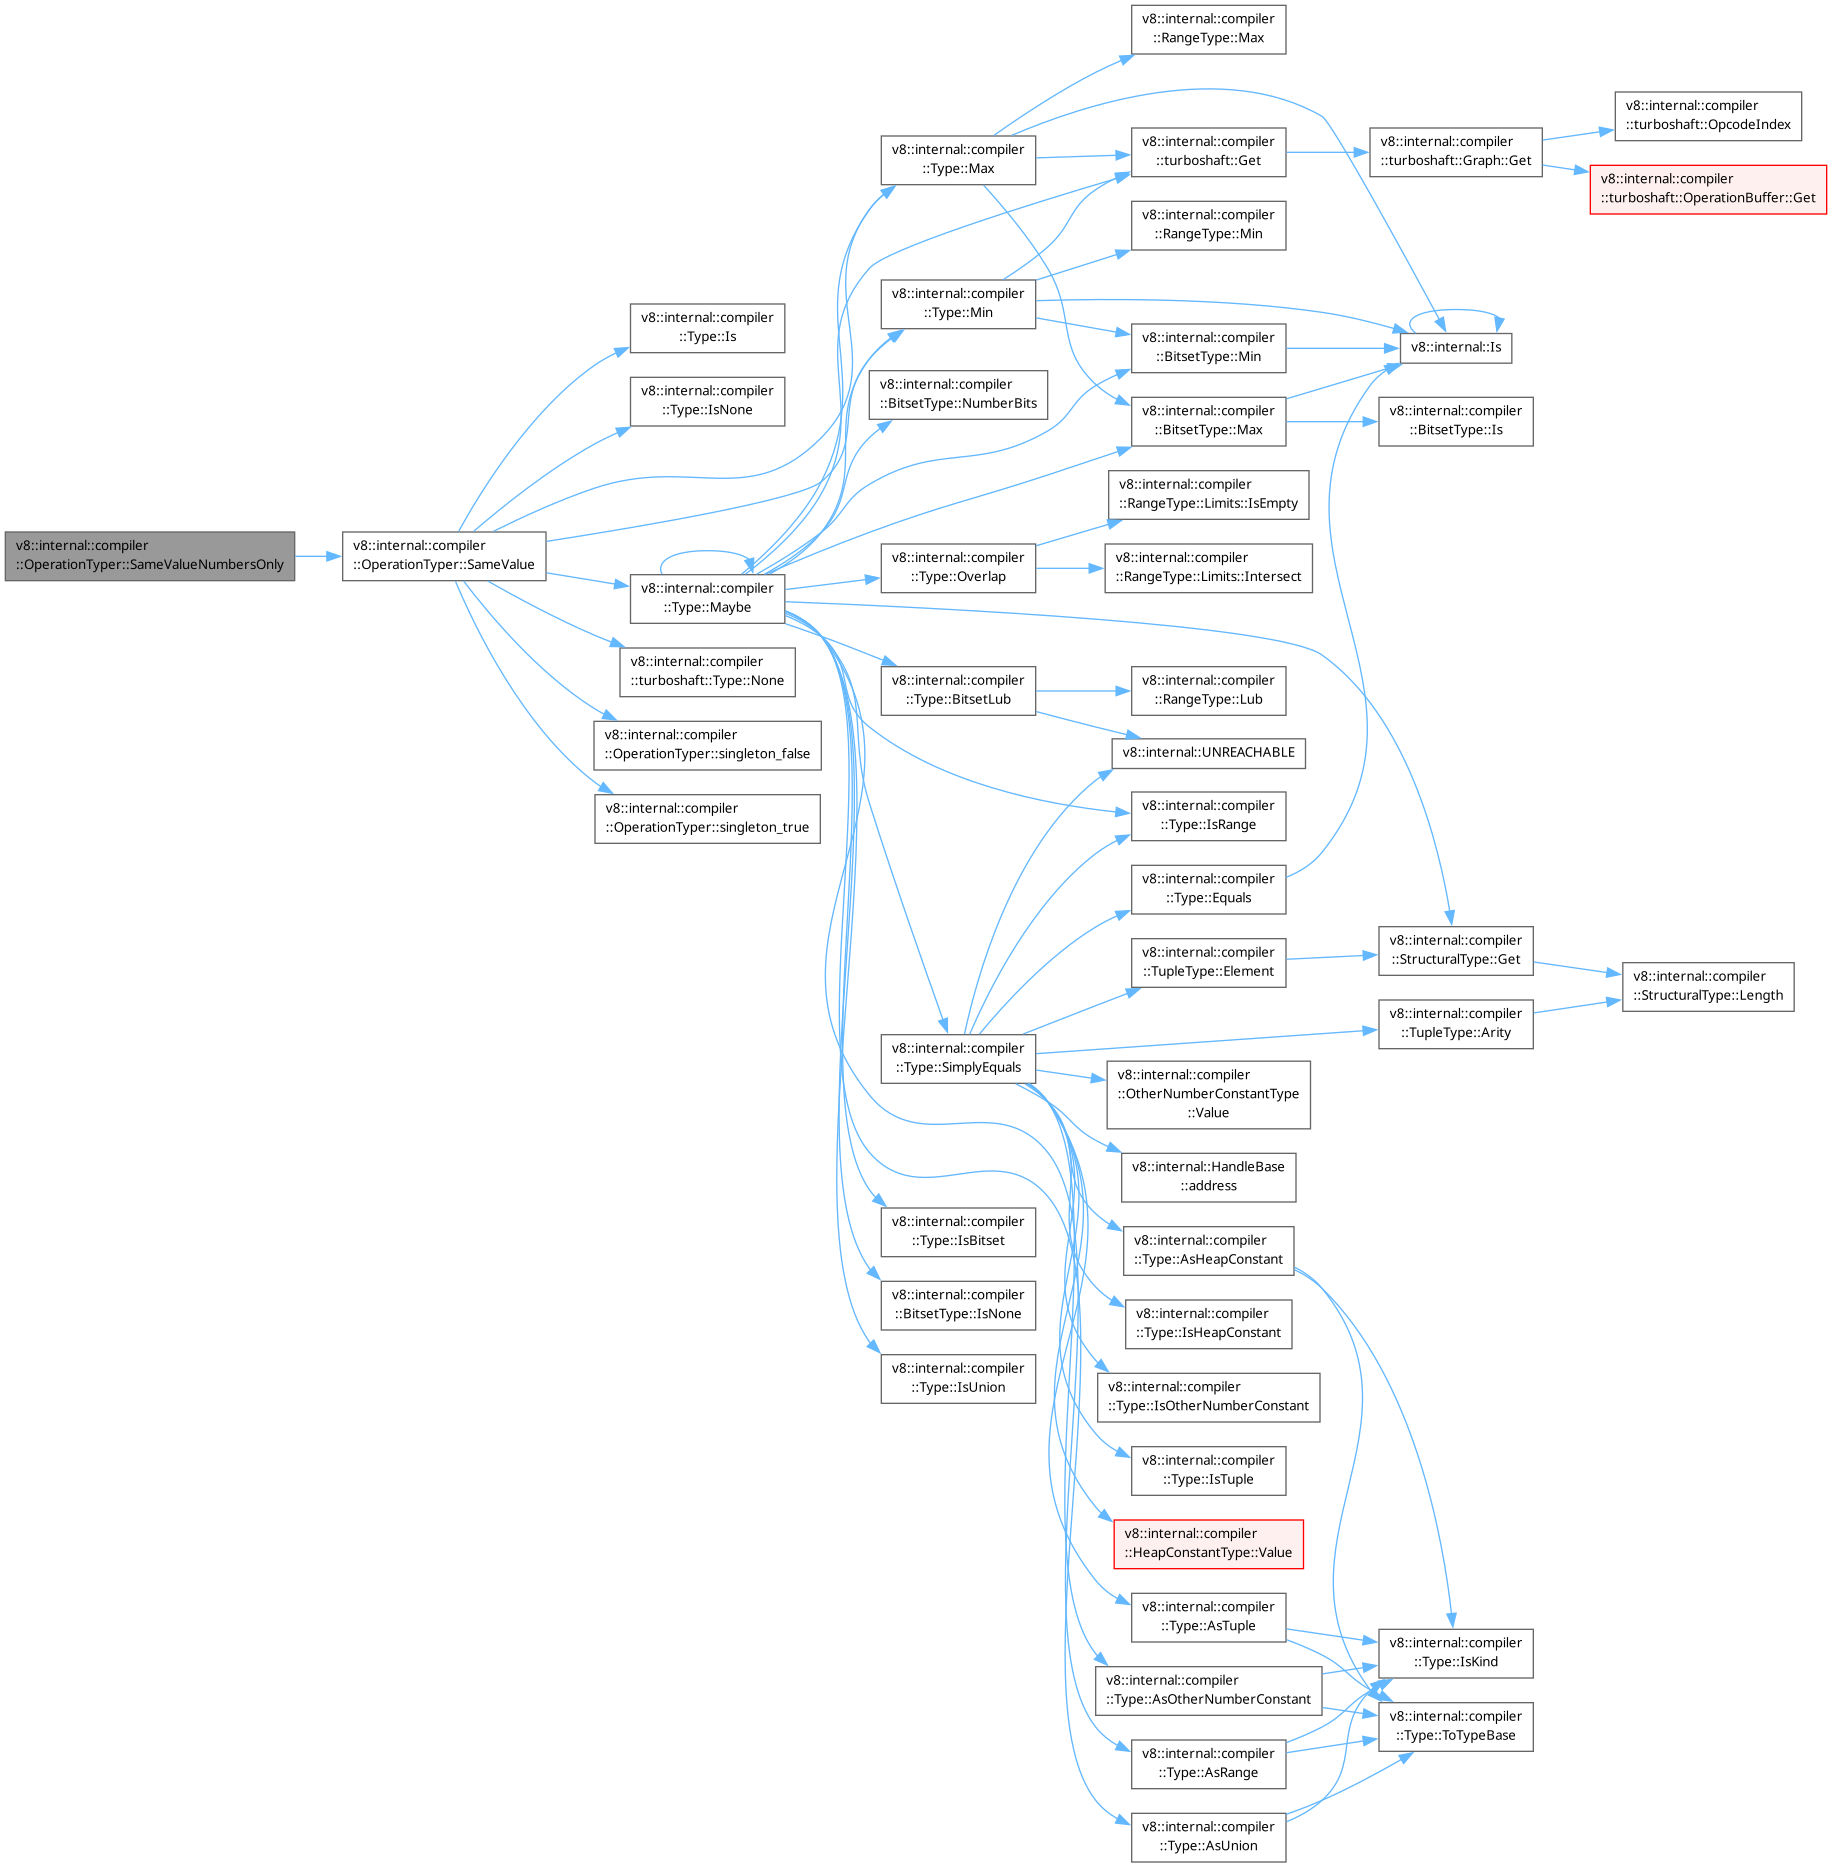 v8::internal::compiler
::OperationTyper::SameValueNumbersOnly
v8::internal::compiler
::OperationTyper::SameValue
v8::internal::compiler
::Type::Is
v8::internal::compiler
::Type::IsNone
v8::internal::compiler
::Type::Maybe
v8::internal::compiler
::turboshaft::Type::None
v8::internal::compiler
::OperationTyper::singleton_false
v8::internal::compiler
::OperationTyper::singleton_true
v8::internal::compiler
::Type::Max
v8::internal::compiler
::Type::Min
v8::internal::compiler
::BitsetType::NumberBits
v8::internal::compiler
::Type::Overlap
v8::internal::compiler
::Type::BitsetLub
v8::internal::compiler
::Type::SimplyEquals
v8::internal::compiler
::Type::IsBitset
v8::internal::compiler
::BitsetType::IsNone
v8::internal::compiler
::Type::IsUnion
v8::internal::compiler
::RangeType::Max
v8::internal::compiler
::turboshaft::Get
v8::internal::compiler
::RangeType::Min
v8::internal::compiler
::BitsetType::Min
v8::internal::compiler
::BitsetType::Max
v8::internal::compiler
::RangeType::Limits::IsEmpty
v8::internal::compiler
::RangeType::Limits::Intersect
v8::internal::compiler
::RangeType::Lub
v8::internal::UNREACHABLE
v8::internal::compiler
::Type::IsRange
v8::internal::compiler
::Type::Equals
v8::internal::compiler
::TupleType::Element
v8::internal::compiler
::OtherNumberConstantType
::Value
v8::internal::HandleBase
::address
v8::internal::compiler
::Type::AsHeapConstant
v8::internal::compiler
::Type::IsHeapConstant
v8::internal::compiler
::Type::IsOtherNumberConstant
v8::internal::compiler
::Type::IsTuple
v8::internal::compiler
::HeapConstantType::Value
v8::internal::compiler
::Type::AsTuple
v8::internal::compiler
::Type::AsOtherNumberConstant
v8::internal::compiler
::Type::AsRange
v8::internal::compiler
::Type::AsUnion
v8::internal::compiler
::turboshaft::Graph::Get
v8::internal::Is
v8::internal::compiler
::BitsetType::Is
v8::internal::compiler
::StructuralType::Get
v8::internal::compiler
::TupleType::Arity
v8::internal::compiler
::Type::IsKind
v8::internal::compiler
::Type::ToTypeBase
v8::internal::compiler
::turboshaft::OpcodeIndex
v8::internal::compiler
::turboshaft::OperationBuffer::Get
v8::internal::compiler
::StructuralType::Length